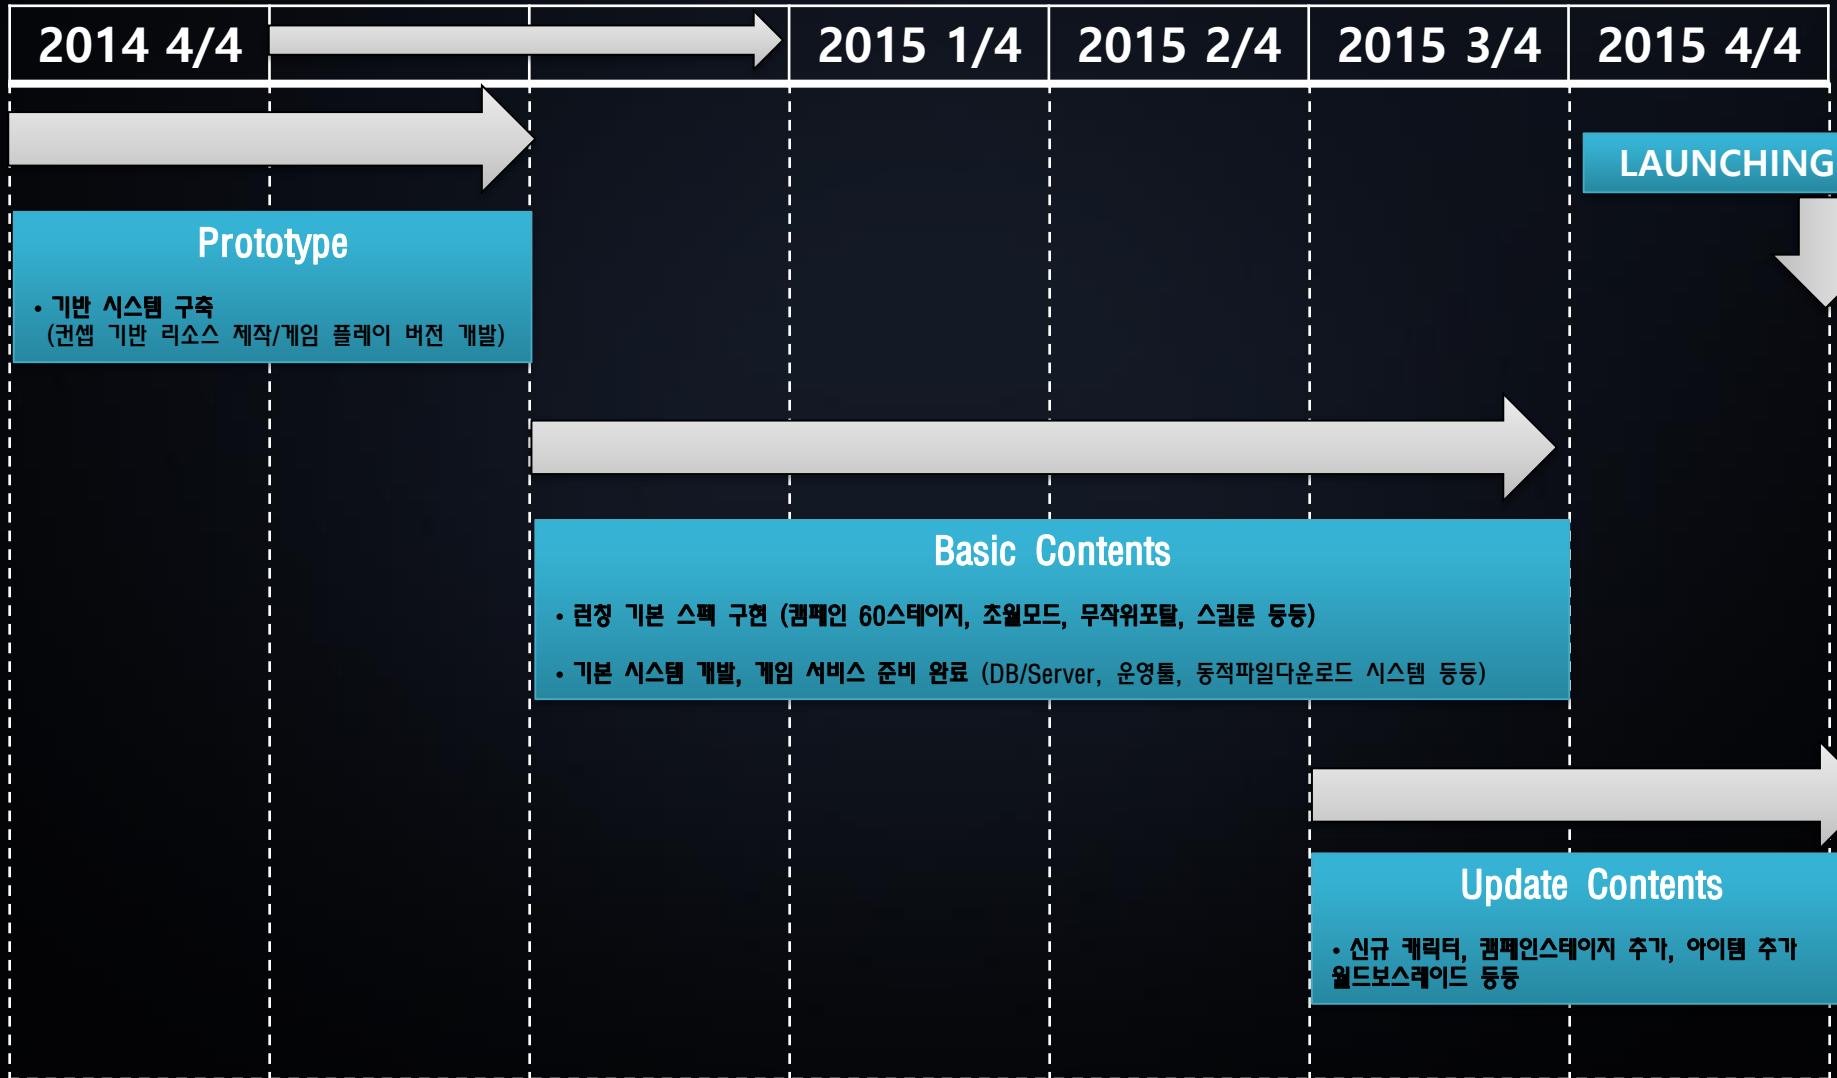 2014 4/4 2015 1/4 2015 2/4 2015 3/4 2015 4/4
LAUNCHING
Prototype
• 기반 시스템 구축
(컨셉 기반 리소스 제작/게임 플레이 버전 개발)
Basic Contents
• 런칭 기본 스펙 구현 (캠페인 60스테이지, 초월모드, 무작위포탈, 스킬룬 등등)
• 기본 시스템 개발, 게임 서비스 준비 완료 (DB/Server, 운영툴, 동적파일다운로드 시스템 등등)
Update Contents
• 신규 캐릭터, 캠페인스테이지 추가, 아이템 추가
월드보스레이드 등등